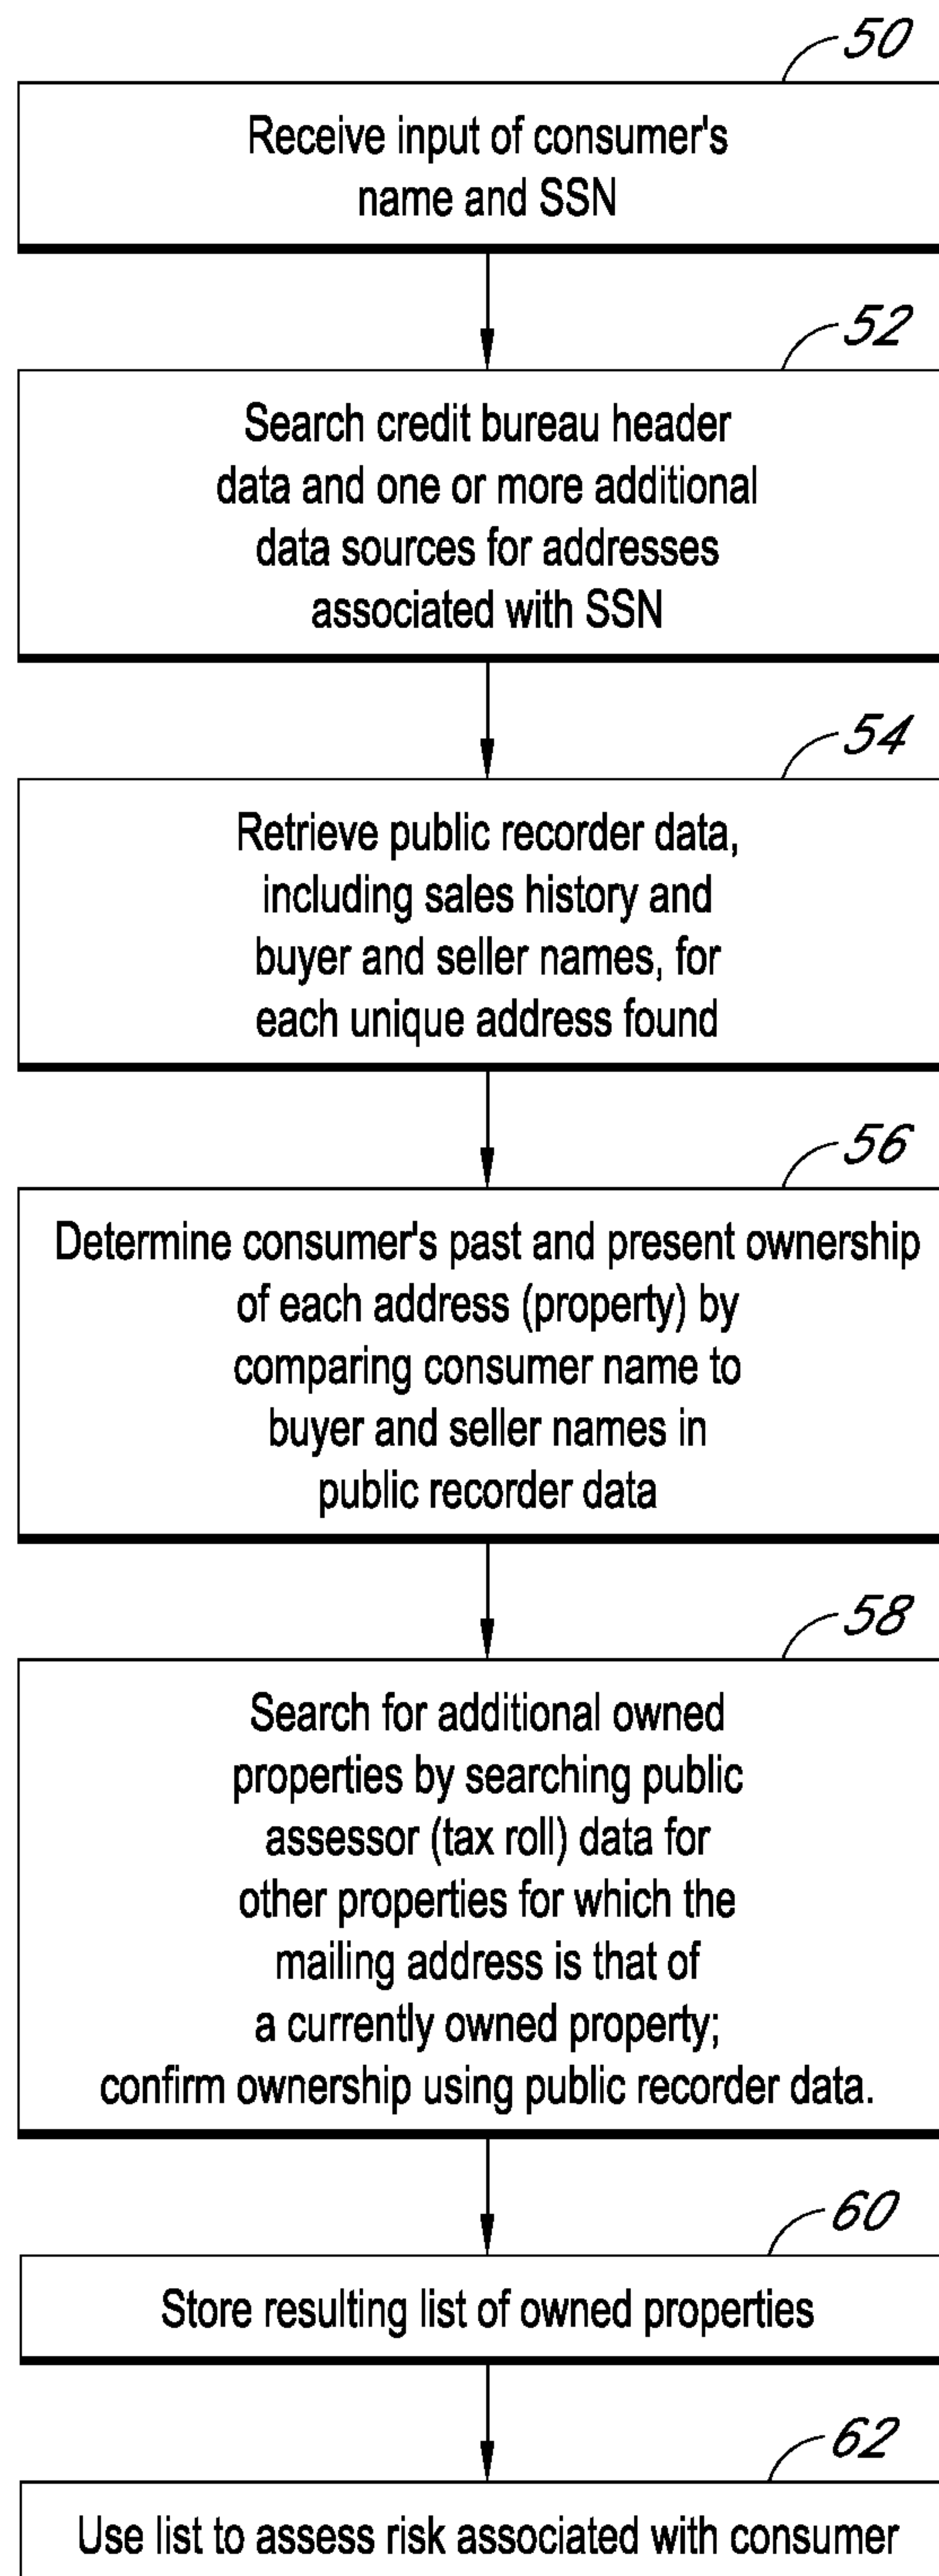 50
Receive input of consumer's
name and SSN
52
Search credit bureau header
data and one or more additional
data sources for addresses
associated with SSN
54
Retrieve public recorder data,
including sales history and
buyer and seller names, for
each unique address found
56
Determine consumer's past and present ownership
of each address (property) by
comparing consumer name to
buyer and seller names in
public recorder data
58
Search for additional owned
properties by searching public
assessor (tax roll) data for
other properties for which the
mailing address is that of
a currently owned property;
confirm ownership using public recorder data.
60
Store resulting list of owned properties
62
Use list to assess risk associated with consumer